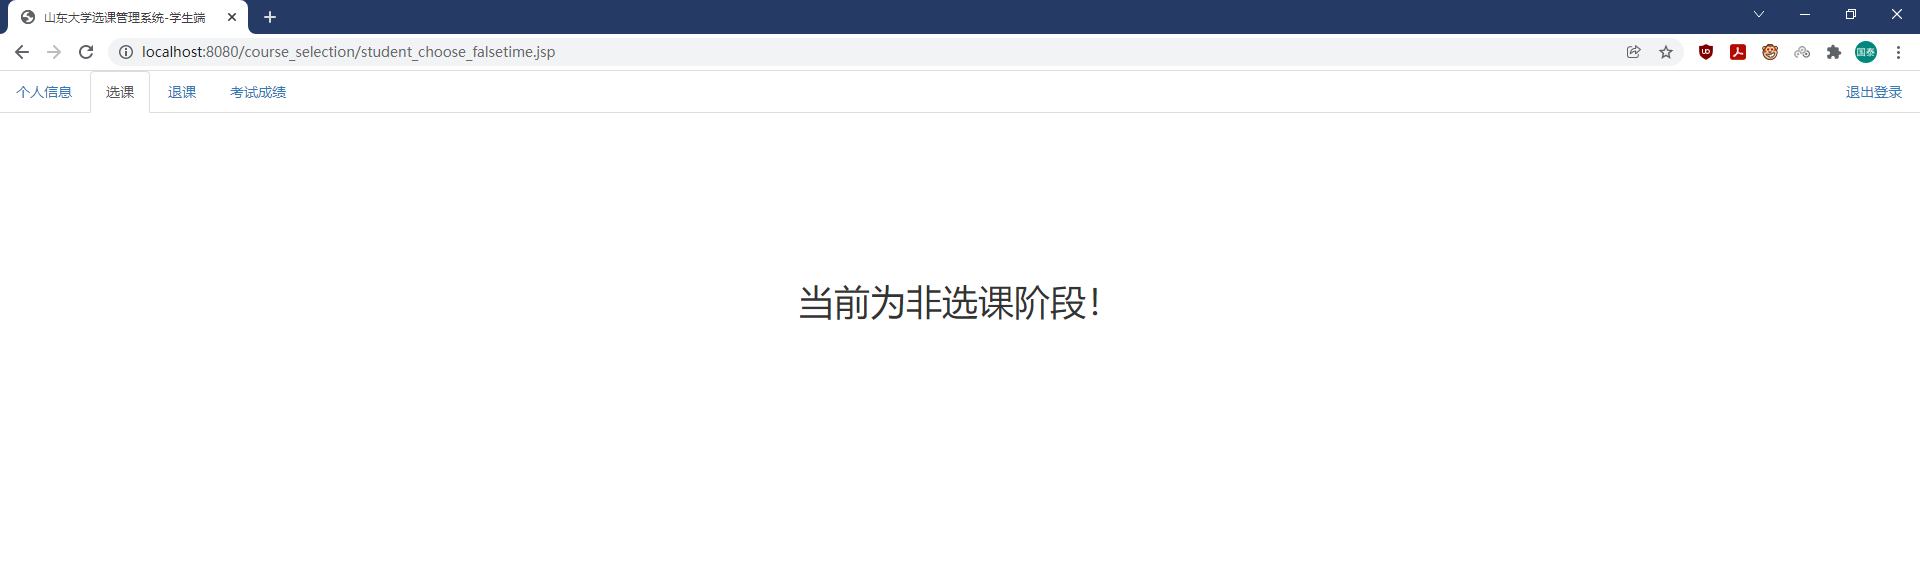 山东大学选课管理系统-学生端
localhost:8080/course_selection/student_choose_falsetime.jsp
国泰
个人信息 选课 退课 考试成绩 退出登录
当前为非选课阶段！